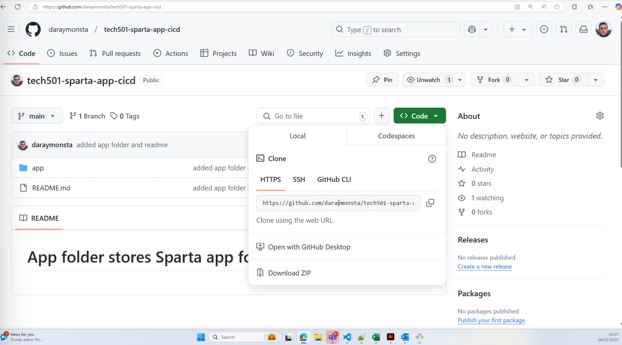 https://github.com/daraymonsta/tech501-sparta-app-cicd
daraymonsta / tech501-sparta-app-cicd
Type / to search
Code Issues Pull requests Actions Projects Wiki Security Insights Settings
tech501-sparta-app-cicd Public
Pin Unwatch 1 Fork 0 Star 0
main 1 Branch 0 Tags Go to file t Code
About
No description, website, or topics provided.
Readme
Activity
0 stars
1 watching
0 forks
Releases
No releases published
Create a new release
Packages
No packages published
Publish your first package
Local Codespaces
Clone
HTTPS SSH GitHub CLI
https://github.com/daraymonsta/tech501-sparta-a
Clone using the web URL.
Open with GitHub Desktop
Download ZIP
daraymonsta added app folder and readme
app added app folder
README.md added app folder
README
App folder stores Sparta app fo
News for you
Trump admin fin...
Search
14:07